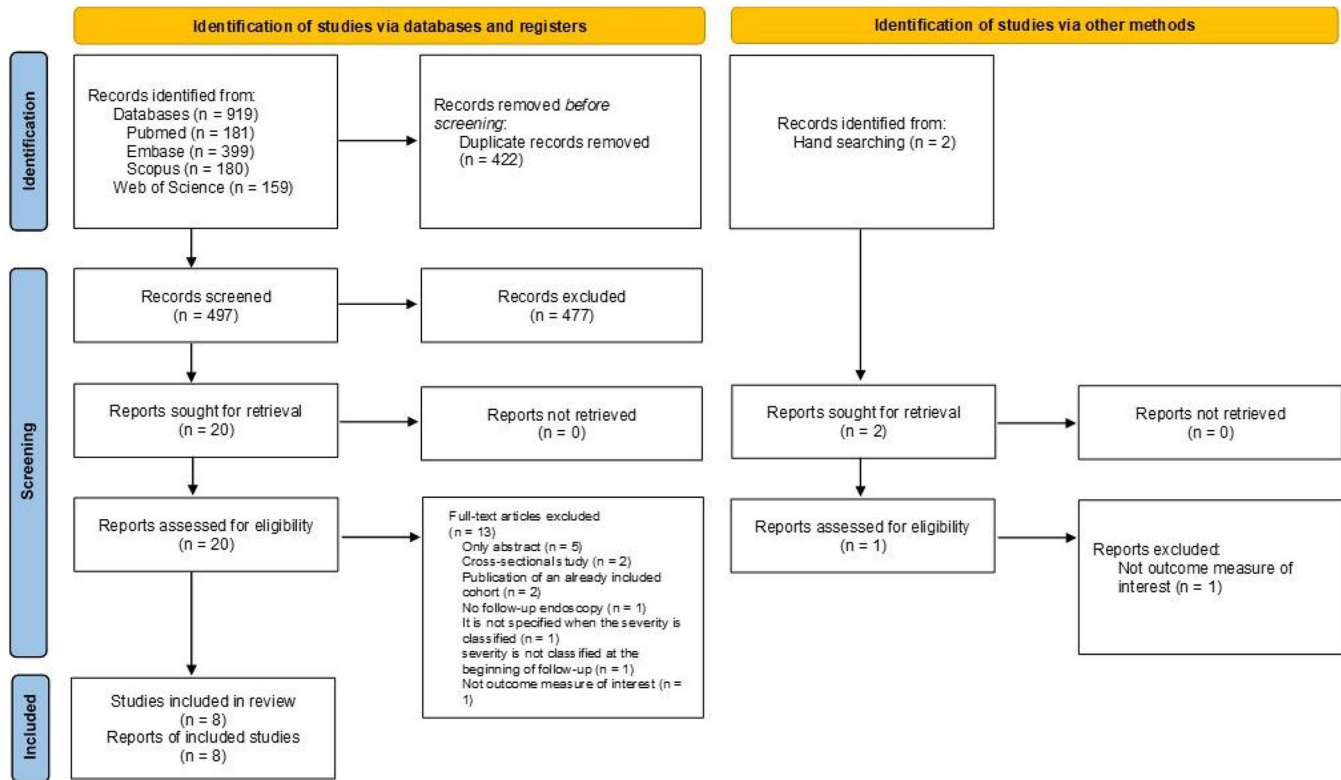 Identification of studies via databases and registers
Identification of studies via other methods
Identification
Records identified from:
Databases (n = 919)
Pubmed (n = 181)
Embase (n = 399)
Scopus (n = 180)
Web of Science (n = 159)
Records removed before
screening:
Duplicate records removed
(n = 422)
Records identified from:
Hand searching (n = 2)
Screening
Records screened
(n = 497)
Records excluded
(n = 477)
Reports sought for retrieval
(n = 20)
Reports not retrieved
(n = 0)
Reports sought for retrieval
(n = 2)
Reports not retrieved
(n = 0)
Reports assessed for eligibility
(n = 20)
Full-text articles excluded
(n = 13)
Only abstract (n = 5)
Cross-sectional study (n = 2)
Publication of an already included
cohort (n = 2)
No follow-up endoscopy (n = 1)
It is not specified when the severity is
classified (n = 1)
severity is not classified at the
beginning of follow-up (n = 1)
Not outcome measure of interest (n =
1)
Reports assessed for eligibility
(n = 1)
Reports excluded:
Not outcome measure of
interest (n = 1)
Included
Studies included in review
(n = 8)
Reports of included studies
(n = 8)